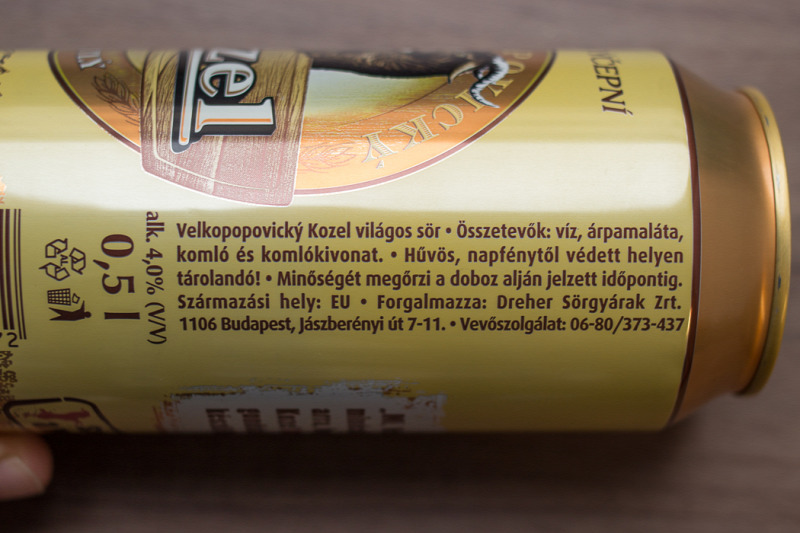 Velkopopovický Kozel világos sör • Összetevők: víz, árpamaláta,
komló és komlókivonat. • Hűvös, napfénytől védett helyen
tárolandó! • Minőségét megőrzi a doboz alján jelzett időpontig.
Származási hely: EU • Forgalmazza: Dreher Sörgyárak Zrt.
1106 Budapest, Jászberényi út 7-11. • Vevőszolgálat: 06-80/373-437
alk. 4,0% (V/V)
0,5 l